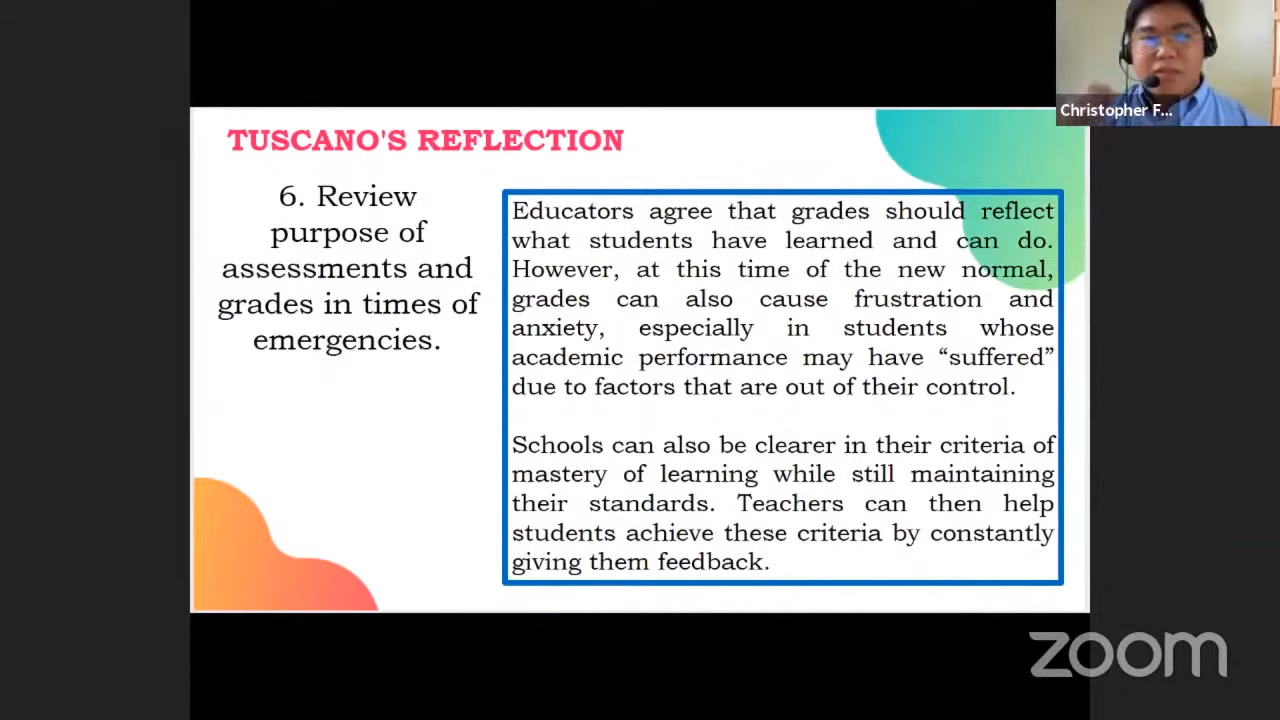 Christopher F...
TUSCANO'S REFLECTION
6. Review
purpose of
assessments and
grades in times of
emergencies.
Educators agree that grades should reflect
what students have learned and can do.
However, at this time of the new normal,
grades can also cause frustration and
anxiety, especially in students whose
academic performance may have “suffered”
due to factors that are out of their control.
Schools can also be clearer in their criteria of
mastery of learning while still maintaining
their standards. Teachers can then help
students achieve these criteria by constantly
giving them feedback.
zoom